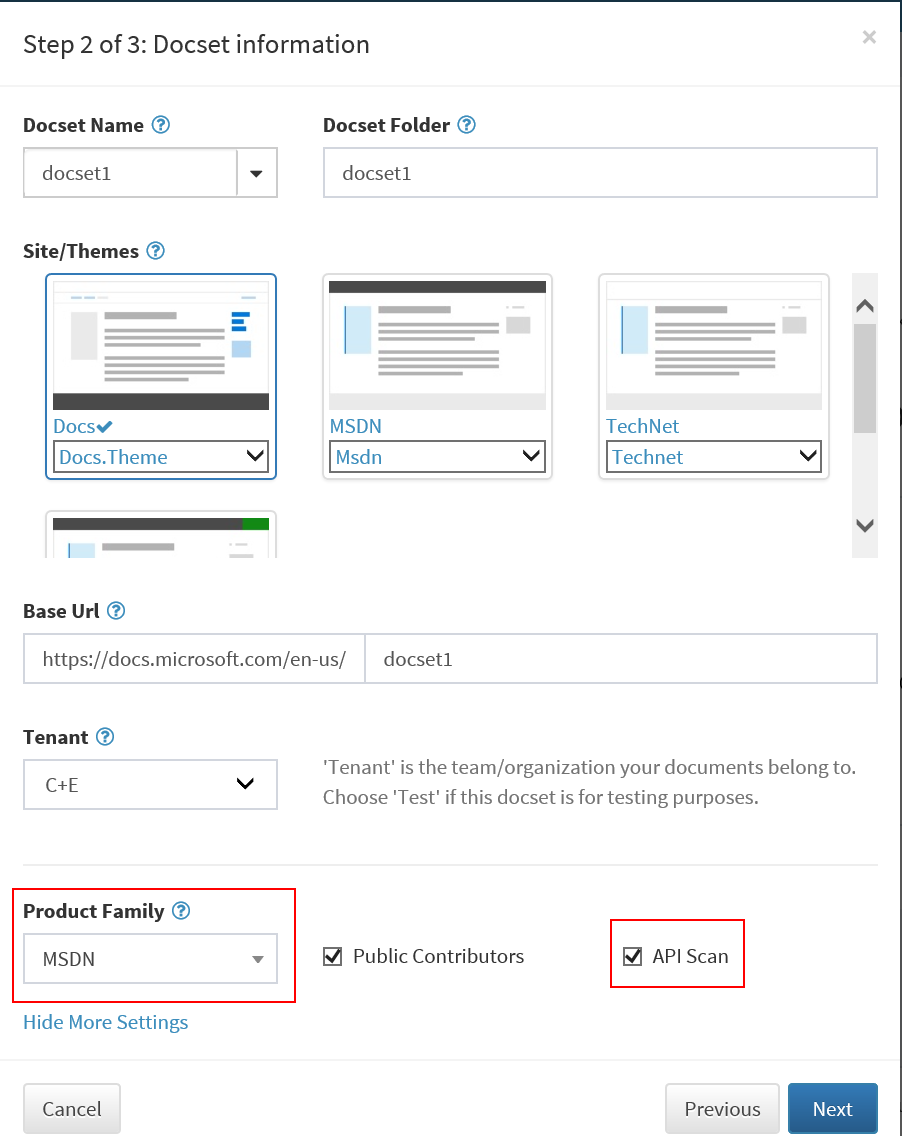 Step 2 of 3: Docset information
×
Docset Name ?
Docset Folder ?
docset1
docset1
Site/Themes ?
Docs
MSDN
TechNet
Docs.Theme
Msdn
Technet
Base Url ?
https://docs.microsoft.com/en-us/ docset1
Tenant ?
C+E
'Tenant' is the team/organization your documents belong to.
Choose 'Test' if this docset is for testing purposes.
Product Family ?
MSDN
Public Contributors
API Scan
Hide More Settings
Cancel
Previous
Next